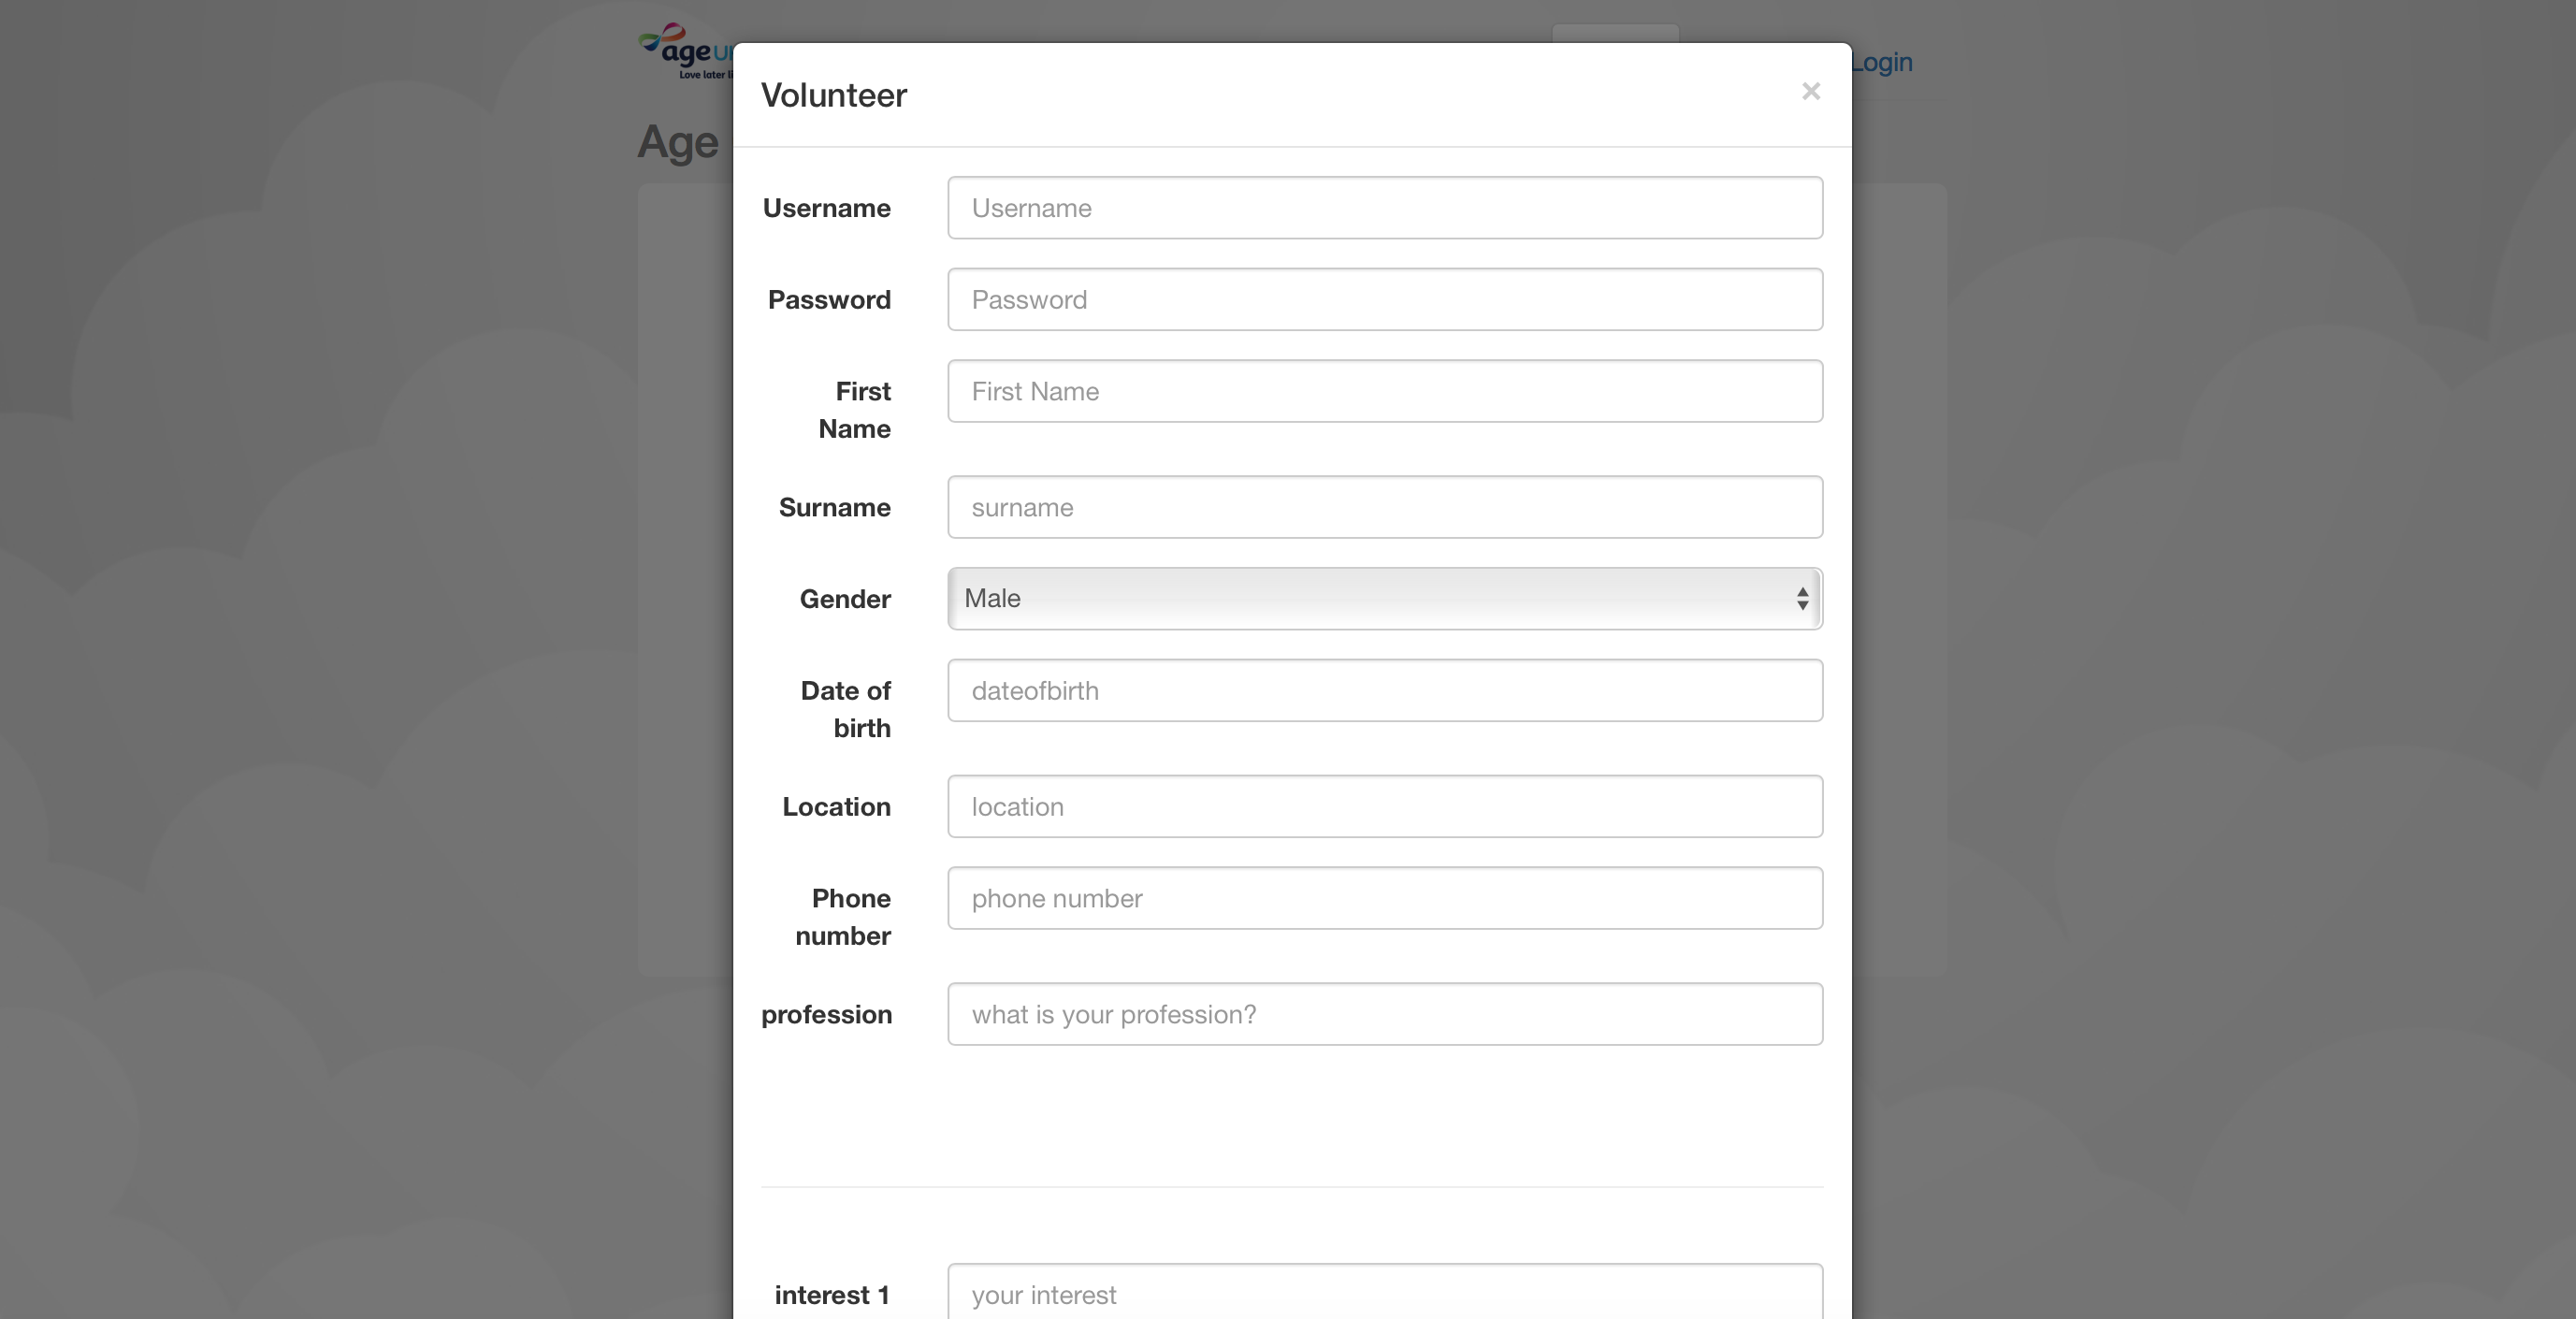 age
Love later li
Login
Age
Volunteer
×
Username
Username
Password
Password
First
Name
First Name
Surname
surname
Gender
Male
Date of
birth
dateofbirth
Location
location
Phone
number
phone number
profession
what is your profession?
interest 1
your interest